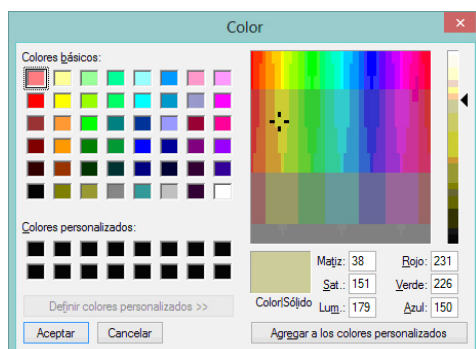 Color
Colores básicos:
Colores personalizados:
Definir colores personalizados >>
Aceptar Cancelar
Color|Sólido
Matiz: 38 Rojo: 231
Sat.: 151 Verde: 226
Lum.: 179 Azul: 150
Agregar a los colores personalizados